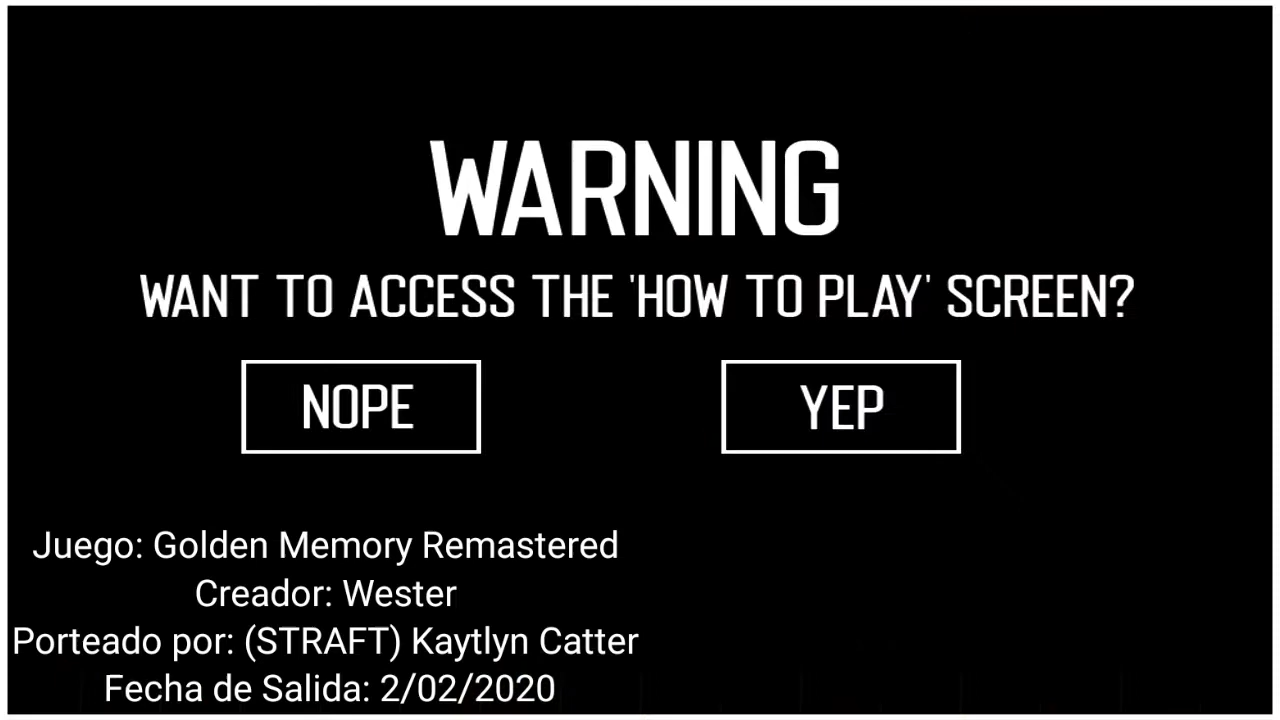 WARNING
WANT TO ACCESS THE 'HOW TO PLAY' SCREEN?
NOPE
YEP
Juego: Golden Memory Remastered
Creador: Wester
Porteado por: (STRAFT) Kaytlyn Catter
Fecha de Salida: 2/02/2020